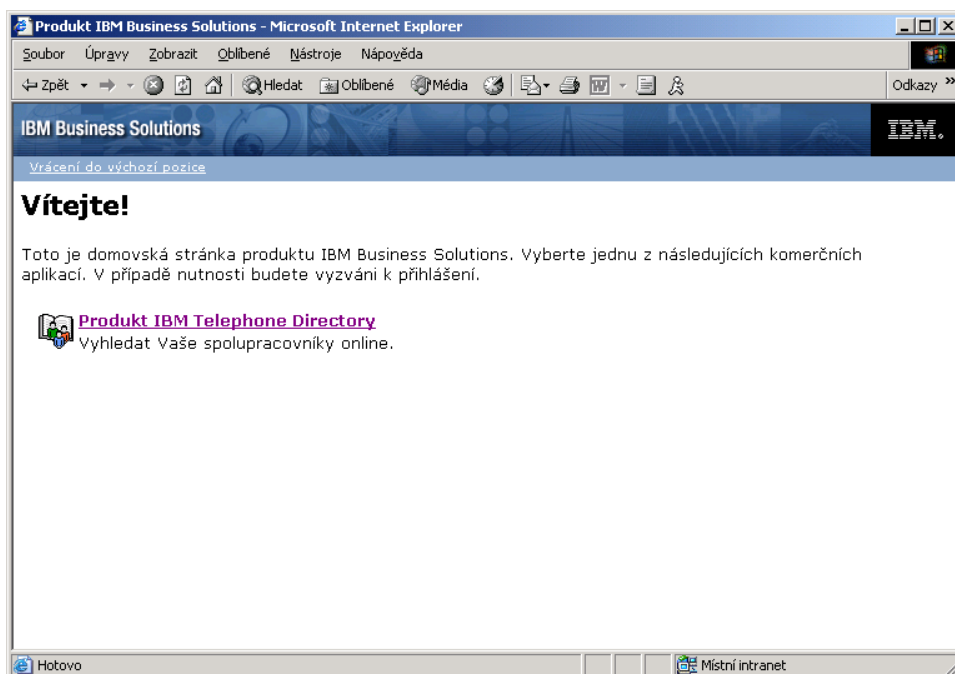 Produkt IBM Business Solutions - Microsoft Internet Explorer
Soubor Úpravy Zobrazit Oblíbené Nástroje Nápověda
Zpět Hledat Oblíbené Média Odkazy »
IBM Business Solutions IBM.
Vrácení do výchozí pozice
Vítejte!
Toto je domovská stránka produktu IBM Business Solutions. Vyberte jednu z následujících komerčních
aplikací. V případě nutnosti budete vyzváni k přihlášení.
Produkt IBM Telephone Directory
Vyhledat Vaše spolupracovníky online.
Hotovo Místní intranet